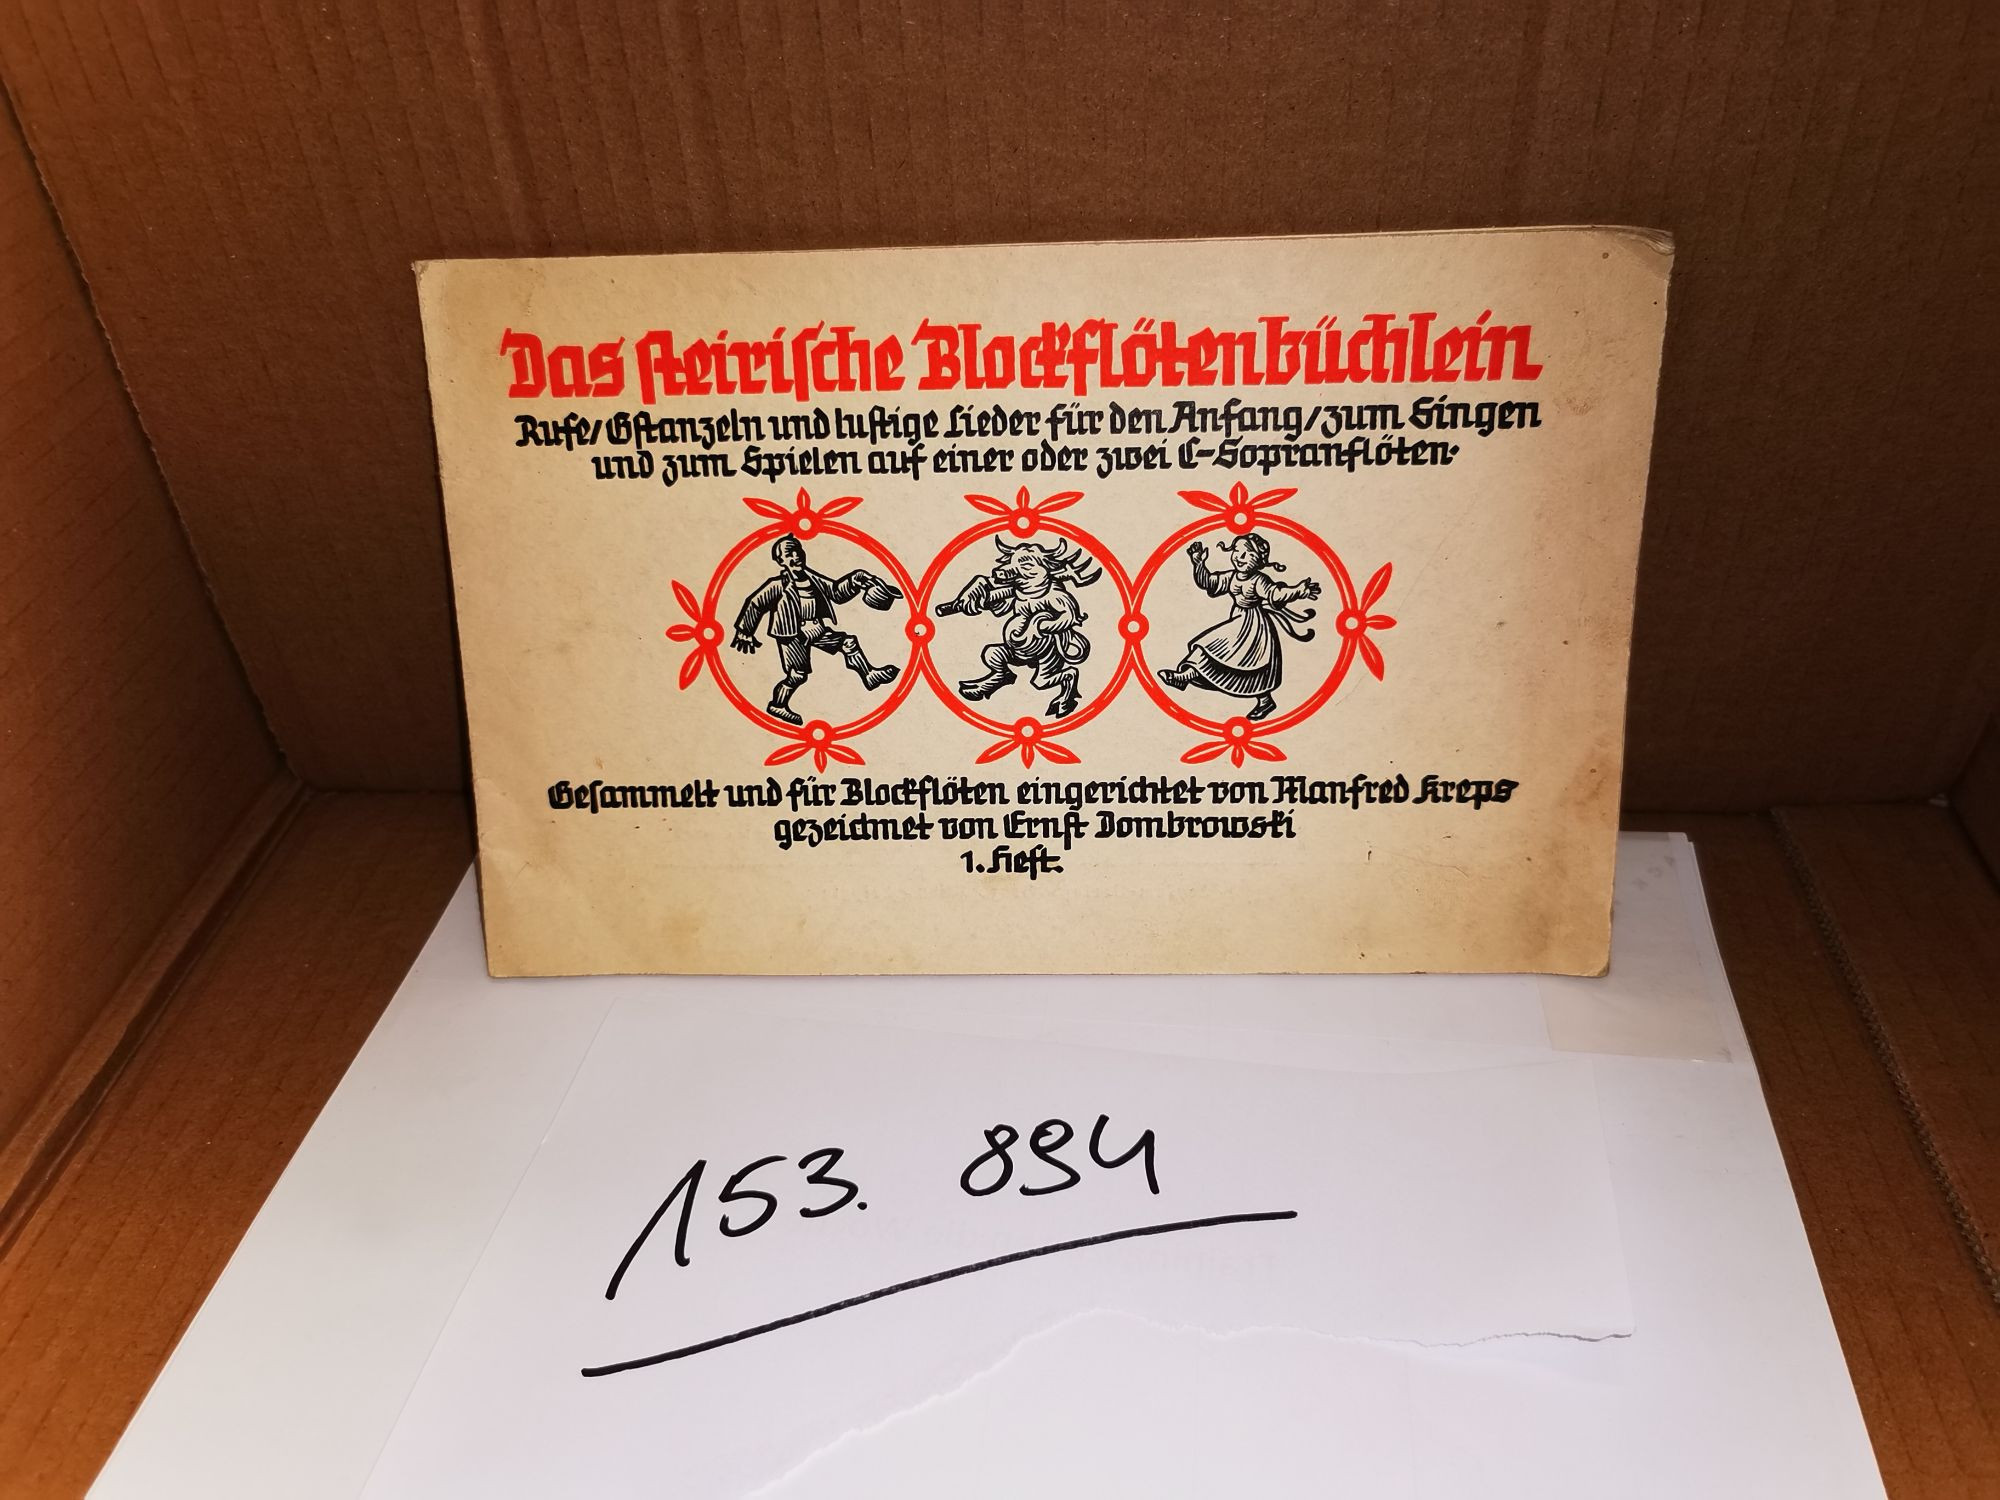 Das steirische Blockflötenbüchlein
Rufe/Gstanzeln und lustige Lieder für den Anfang/zum Singen
und zum Spielen auf einer oder zwei C-Sopranflöten.
Gesammelt und für Blockflöten eingerichtet von Manfred Kreps
gezeichnet von Ernst Dombrowski
1. Heft.
153. 894